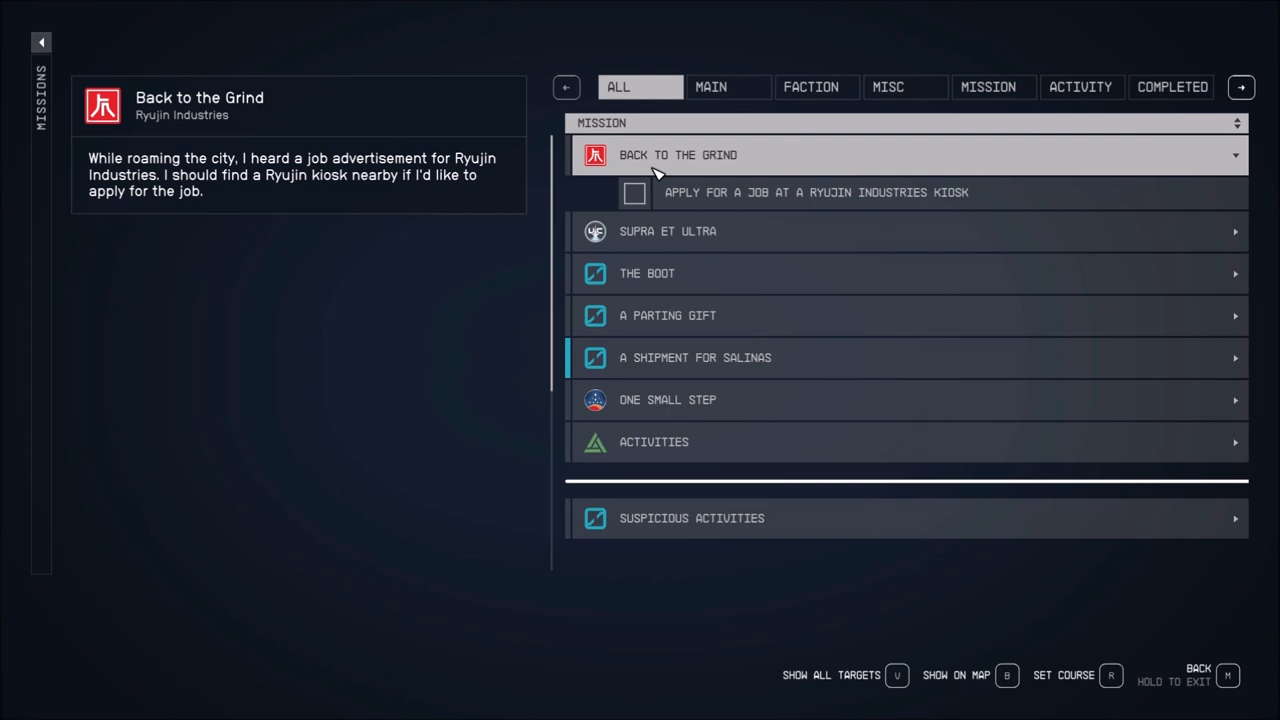 MISSIONS
Back to the Grind
Ryujin Industries
While roaming the city, I heard a job advertisement for Ryujin
Industries. I should find a Ryujin kiosk nearby if I'd like to
apply for the job.
ALL
MAIN
FACTION
MISC
MISSION
ACTIVITY
COMPLETED
MISSION
BACK TO THE GRIND
APPLY FOR A JOB AT A RYUJIN INDUSTRIES KIOSK
SUPRA ET ULTRA
THE BOOT
A PARTING GIFT
A SHIPMENT FOR SALINAS
ONE SMALL STEP
ACTIVITIES
SUSPICIOUS ACTIVITIES
SHOW ALL TARGETS V
SHOW ON MAP B
SET COURSE R
BACK M
HOLD TO EXIT